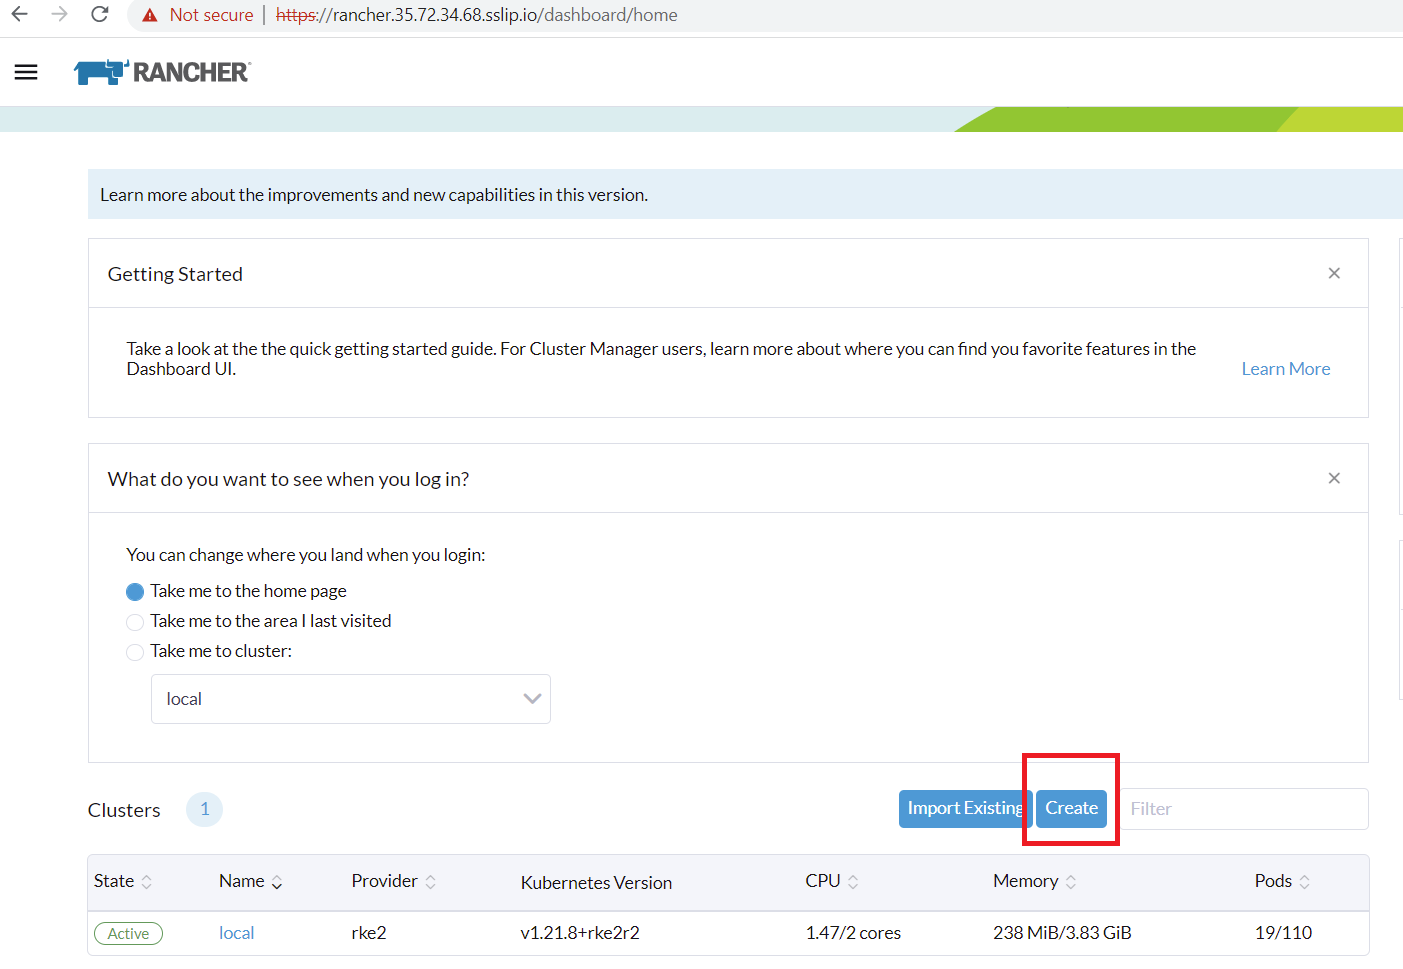 Not secure | https://rancher.35.72.34.68.sslip.io/dashboard/home
RANCHER
Learn more about the improvements and new capabilities in this version.
Getting Started
Take a look at the the quick getting started guide. For Cluster Manager users, learn more about where you can find you favorite features in the
Dashboard UI.
Learn More
What do you want to see when you log in?
You can change where you land when you login:
Take me to the home page
Take me to the area I last visited
Take me to cluster:
local
Clusters 1 Import Existing Create Filter
State Name Provider Kubernetes Version CPU Memory Pods
Active local rke2 v1.21.8+rke2r2 1.47/2 cores 238 MiB/3.83 GiB 19/110